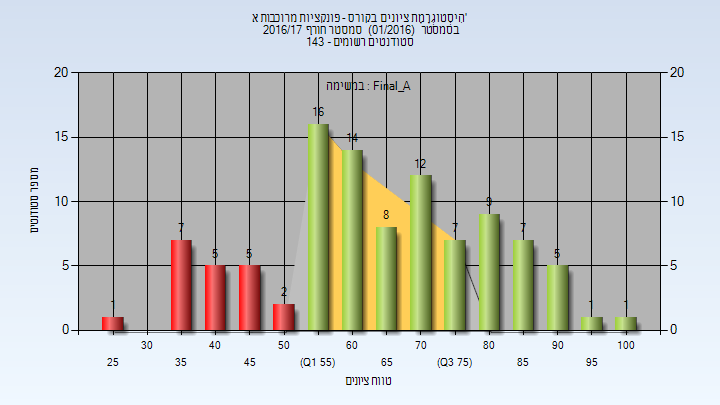 היסטוגרמת ציונים בקורס - פונקציות מרוכבות א'
בסמסטר (01/2016) סמסטר חורף 2016/17
סטודנטים רשומים - 143
במשימה : Final_A
20 20
15 15
10 10
5 5
0 0
מספר סטודנטים
1 7 5 5 2 16 14 8 12 7 9 7 5 1 1
30 40 50 60 70 80 90 100
25 35 45 (Q1 55) 65 (Q3 75) 85 95
טווח ציונים